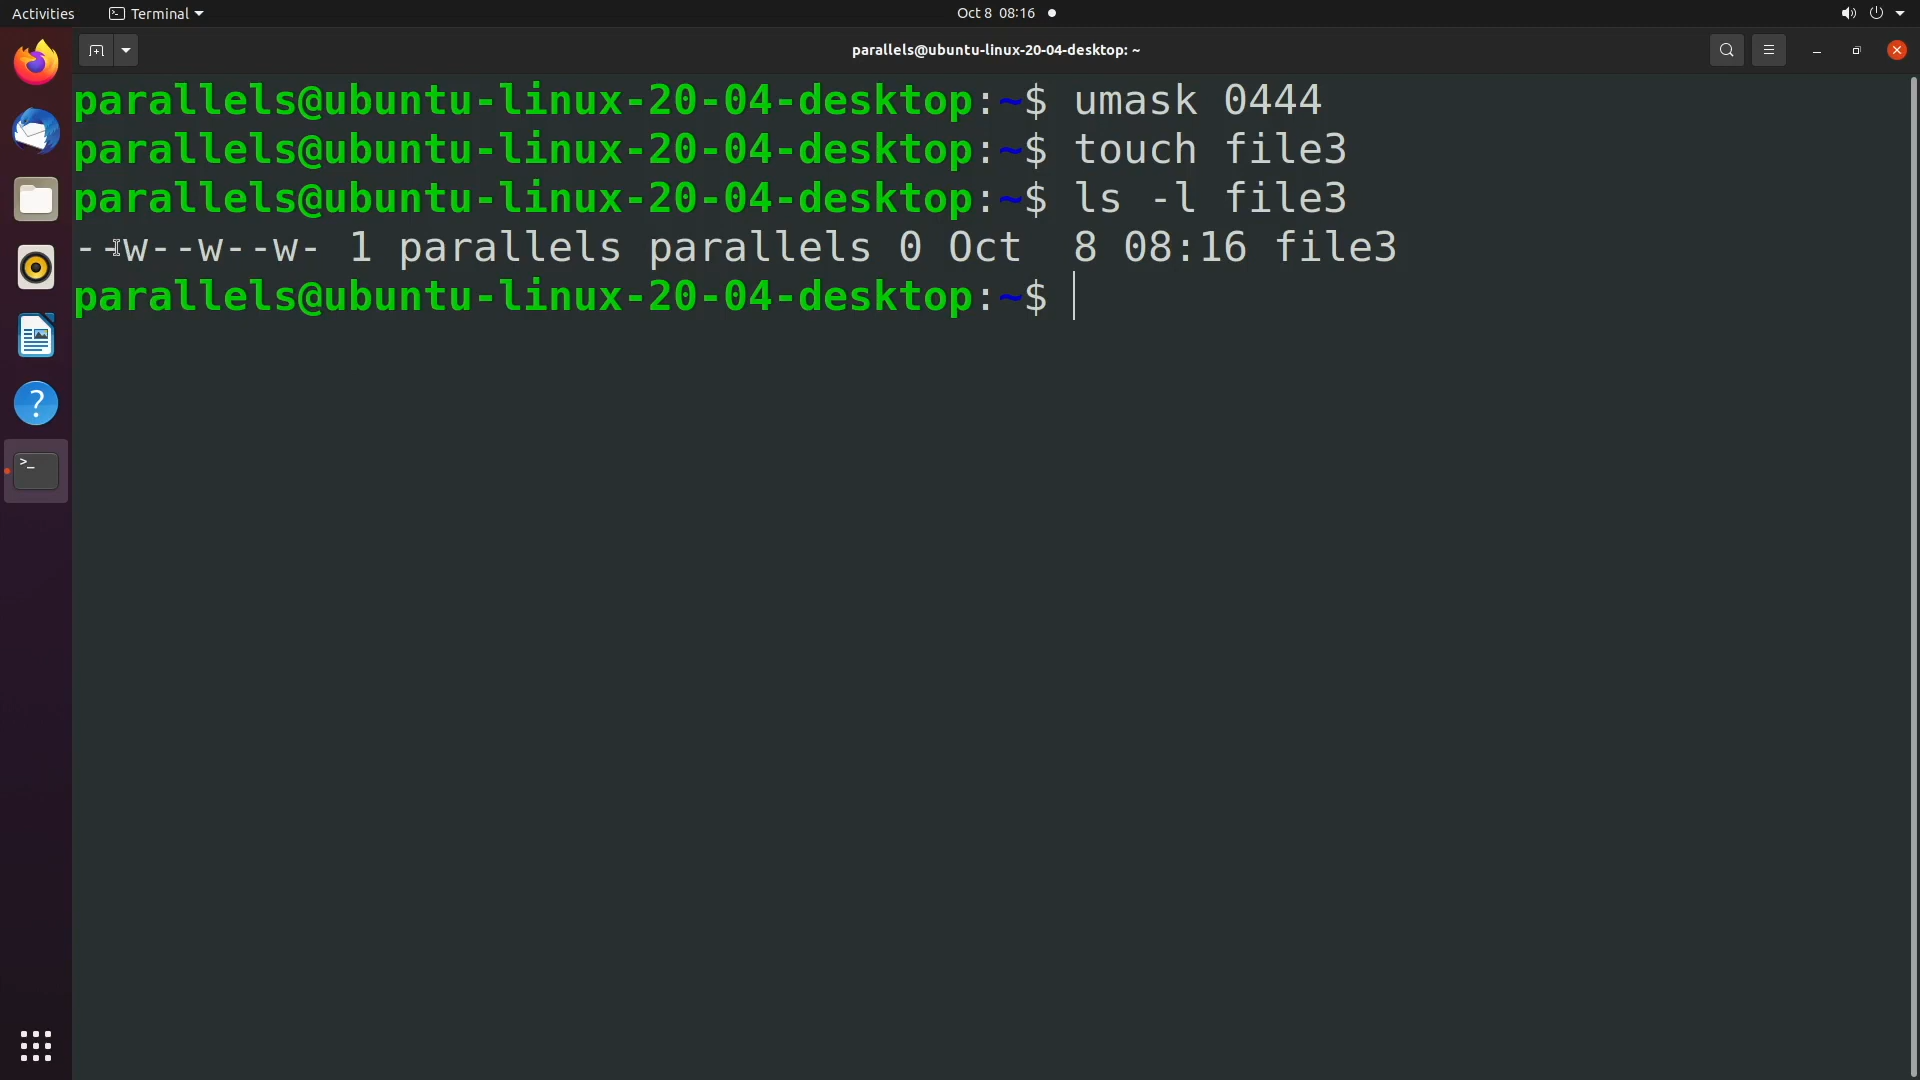 Activities Terminal Oct 8 08:16
parallels@ubuntu-linux-20-04-desktop: ~
parallels@ubuntu-linux-20-04-desktop:~$ umask 0444
parallels@ubuntu-linux-20-04-desktop:~$ touch file3
parallels@ubuntu-linux-20-04-desktop:~$ ls -l file3
--w--w--w- 1 parallels parallels 0 Oct  8 08:16 file3
parallels@ubuntu-linux-20-04-desktop:~$